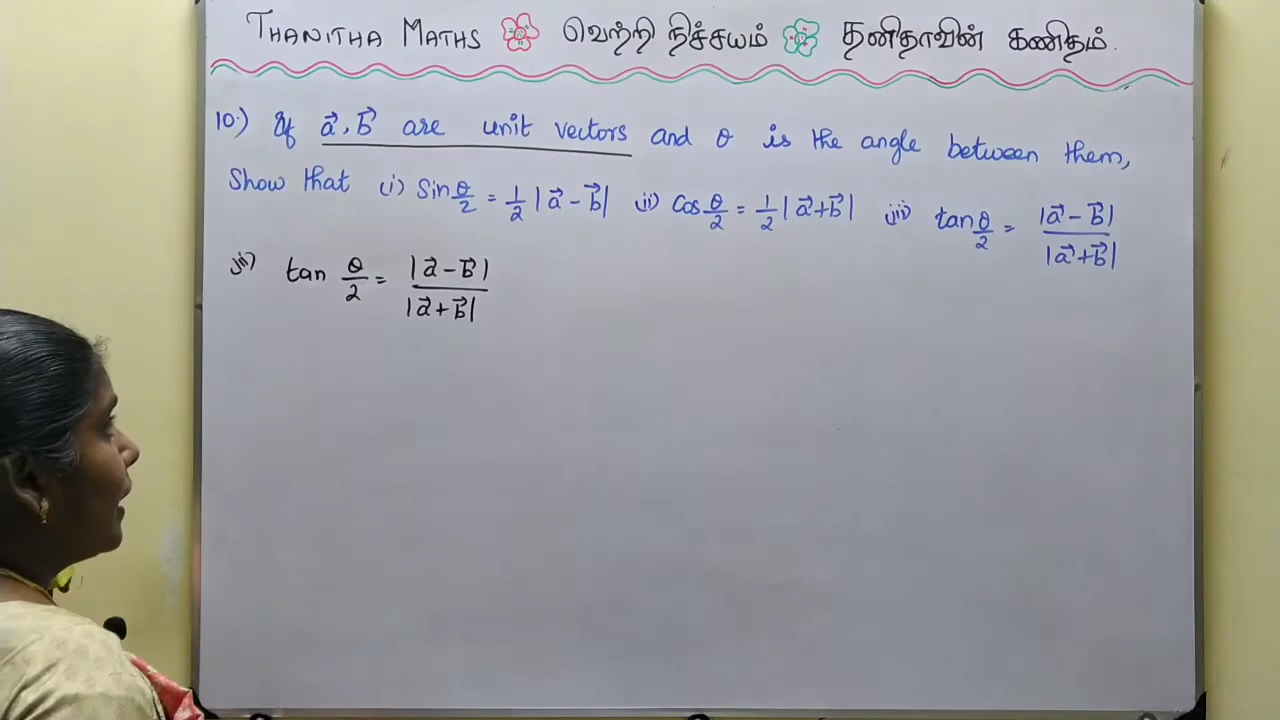 THANITHA MATHS வெற்றி நிச்சயம் தனிதாவின் கணிதம்.
10.) If a⃗, b⃗ are unit vectors and θ is the angle between them,
Show that (i) Sin θ/2 = 1/2 |a⃗ - b⃗| ii) Cos θ/2 = 1/2 |a⃗+b⃗| iii) tan θ/2 = |a⃗ - b⃗| / |a⃗+b⃗|
iii) tan θ/2 = |a⃗ - b⃗| / |a⃗+b⃗|